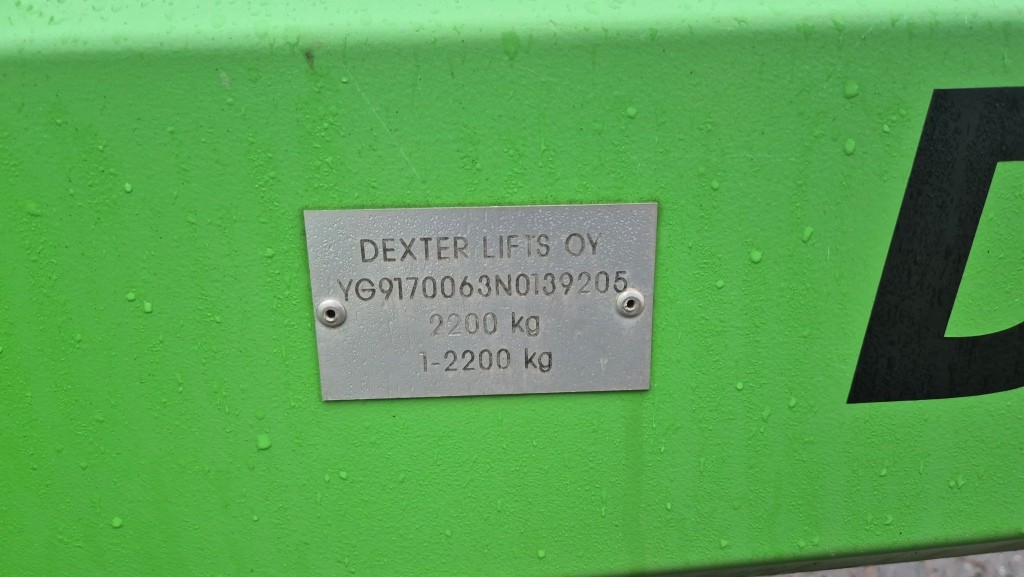 DEXTER LIFTS OY
YG9170063N0139205
2200 kg
1-2200 kg
D